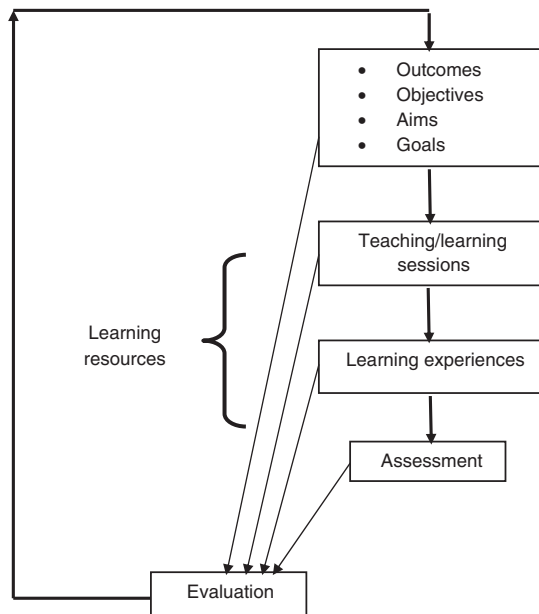 • Outcomes
• Objectives
• Aims
• Goals
Teaching/learning
sessions
Learning
resources
Learning experiences
Assessment
Evaluation